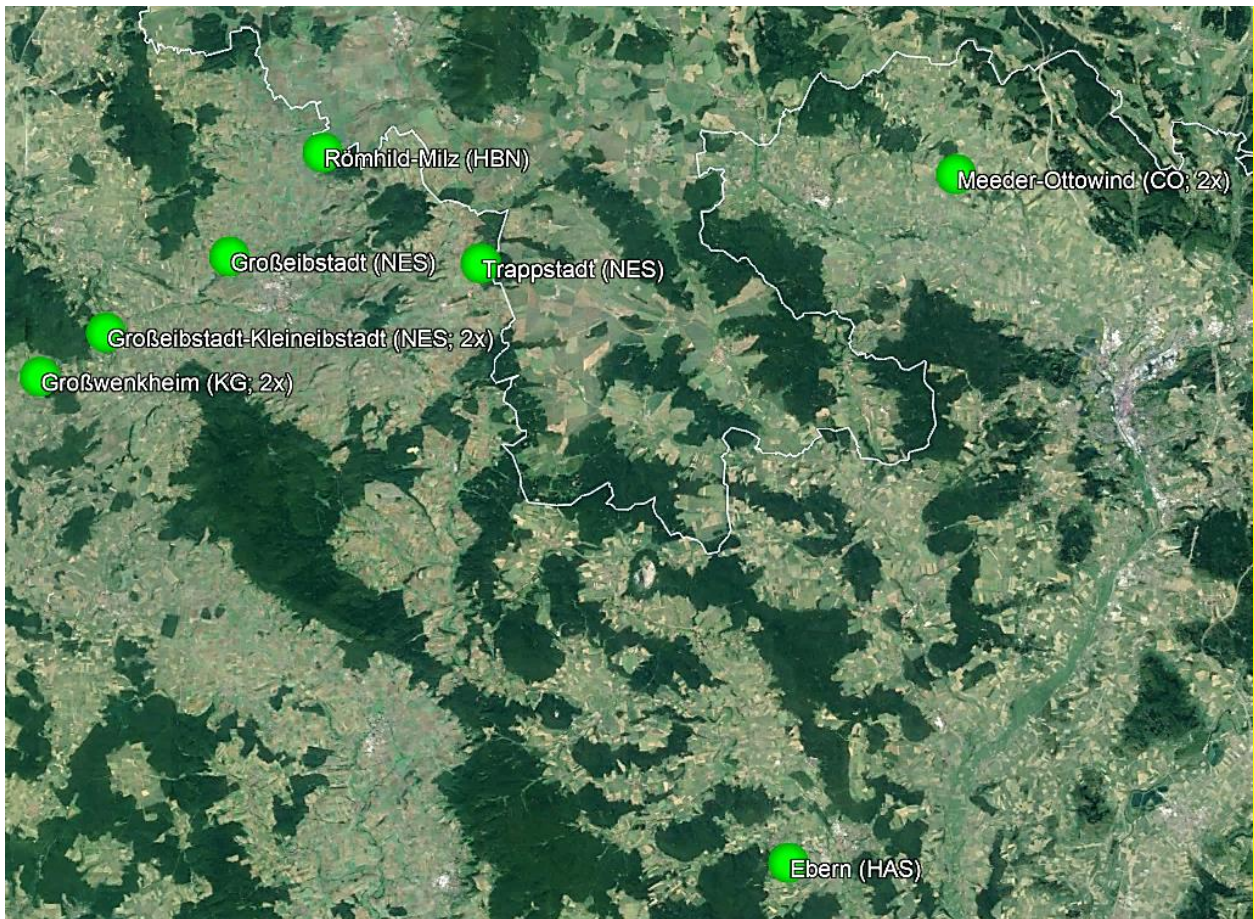 Römhild-Milz (HBN)
Meeder-Ottowind (CO; 2x)
Großeibstadt (NES)
Trappstadt (NES)
Großeibstadt-Kleineibstadt (NES; 2x)
Großwenkheim (KG; 2x)
Ebern (HAS)